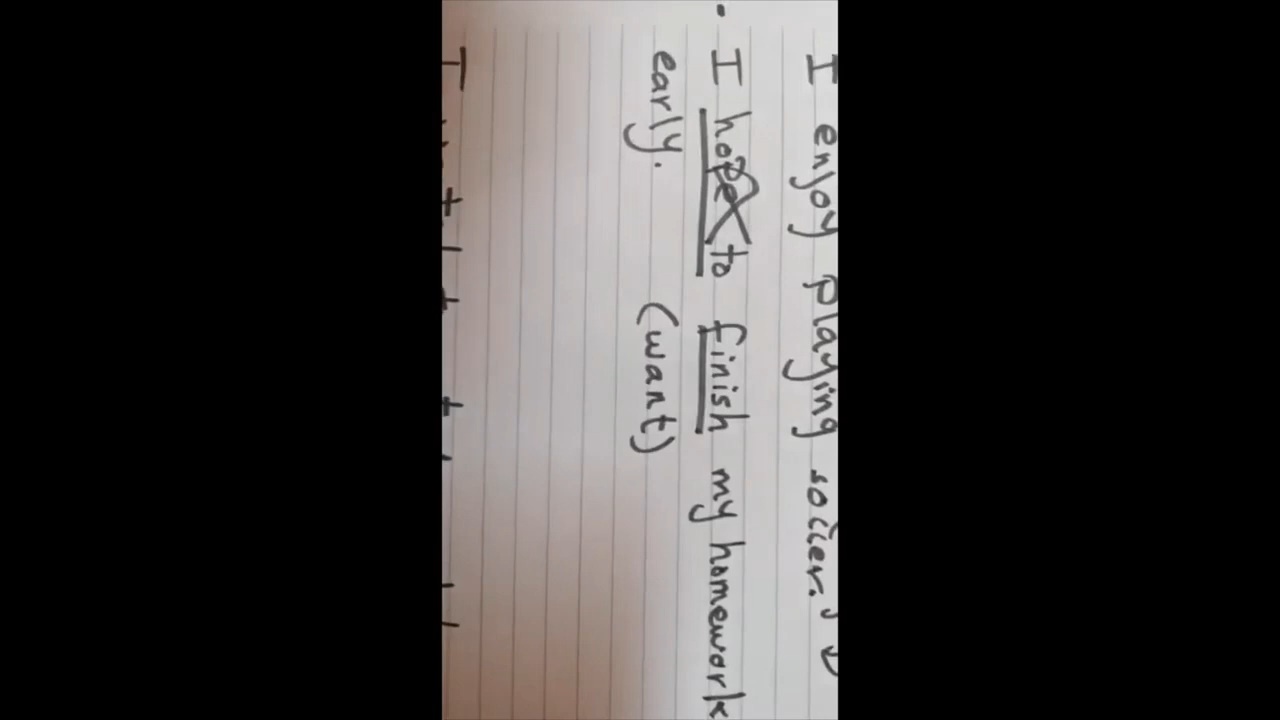 I enjoy playing soccer.
• I hope to finish my homework
early. (want)
I